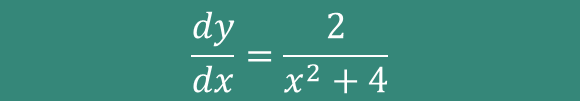 dy/dx = 2/(x² + 4)